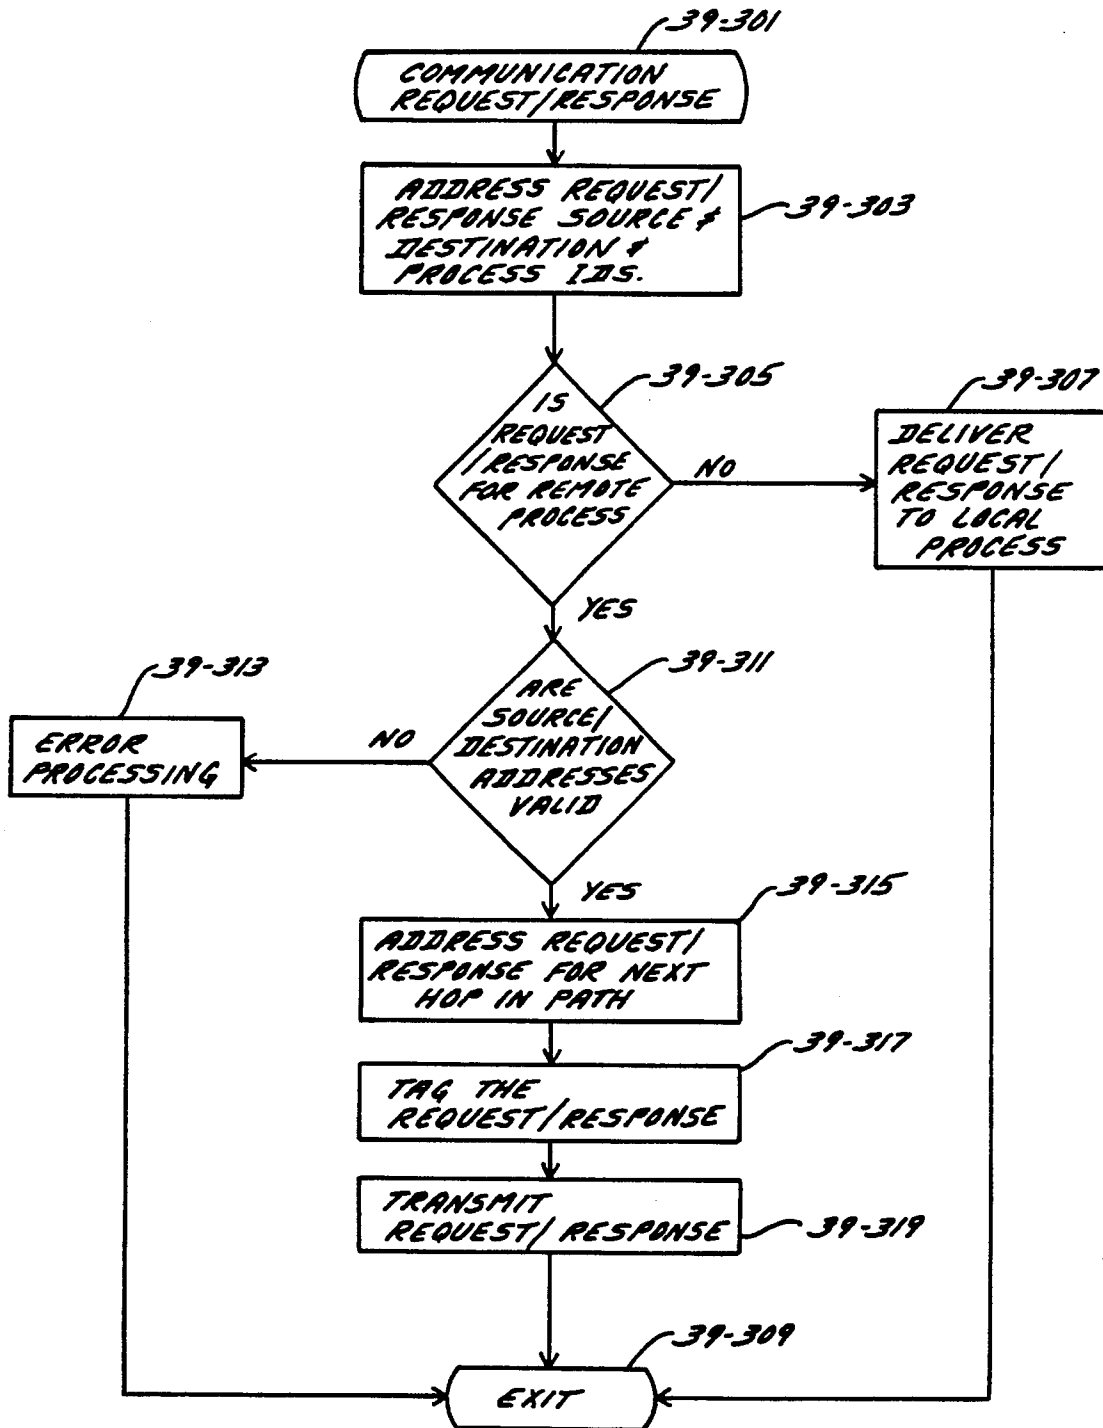 39-301
COMMUNICATION
REQUEST/RESPONSE
ADDRESS REQUEST/
RESPONSE SOURCE &
DESTINATION &
PROCESS IDS.
39-303
39-305
IS
REQUEST
/RESPONSE
FOR REMOTE
PROCESS
NO
39-307
DELIVER
REQUEST/
RESPONSE
TO LOCAL
PROCESS
YES
39-311
ARE
SOURCE/
DESTINATION
ADDRESSES
VALID
NO
39-313
ERROR
PROCESSING
YES
39-315
ADDRESS REQUEST/
RESPONSE FOR NEXT
HOP IN PATH
39-317
TAG THE
REQUEST/RESPONSE
TRANSMIT
REQUEST/RESPONSE
39-319
39-309
EXIT